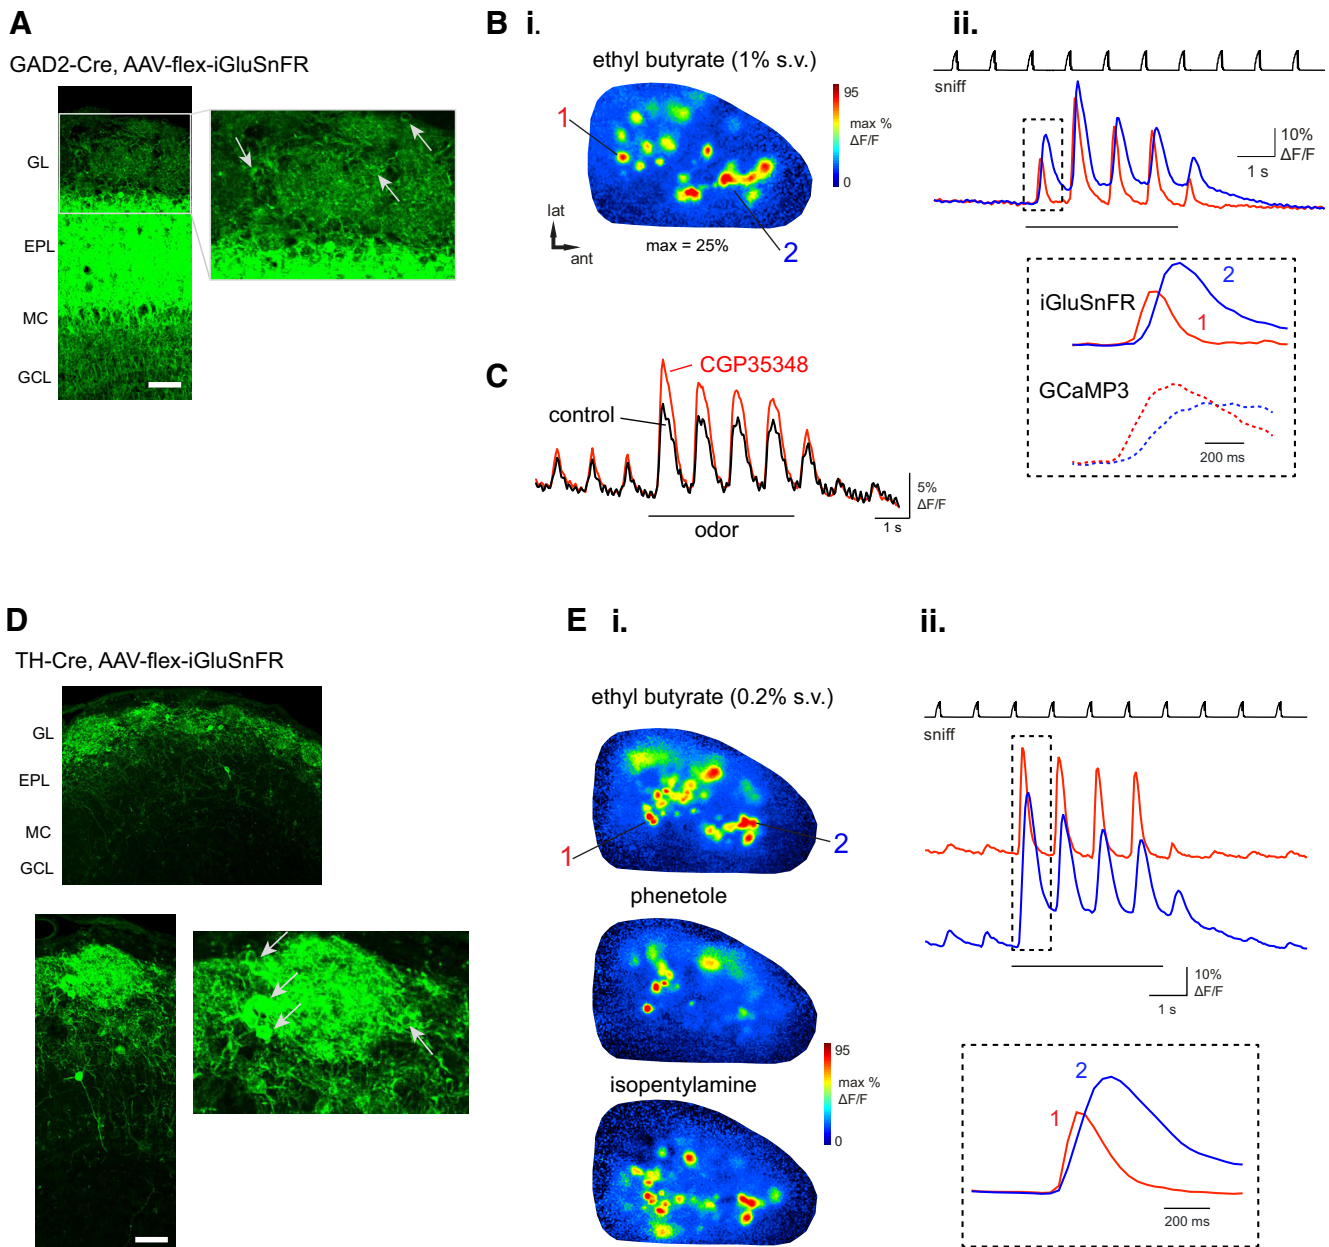 A
GAD2-Cre, AAV-flex-iGluSnFR
GL
EPL
MC
GCL
B i.
ethyl butyrate (1% s.v.)
1
2
95
max %
ΔF/F
0
lat
ant
max = 25%
ii.
sniff
10%
ΔF/F
1 s
iGluSnFR
2
1
GCaMP3
200 ms
C
CGP35348
control
odor
5%
ΔF/F
1 s
D
TH-Cre, AAV-flex-iGluSnFR
GL
EPL
MC
GCL
E i.
ethyl butyrate (0.2% s.v.)
1
2
phenetole
95
max %
ΔF/F
0
isopentylamine
ii.
sniff
10%
ΔF/F
1 s
2
1
200 ms